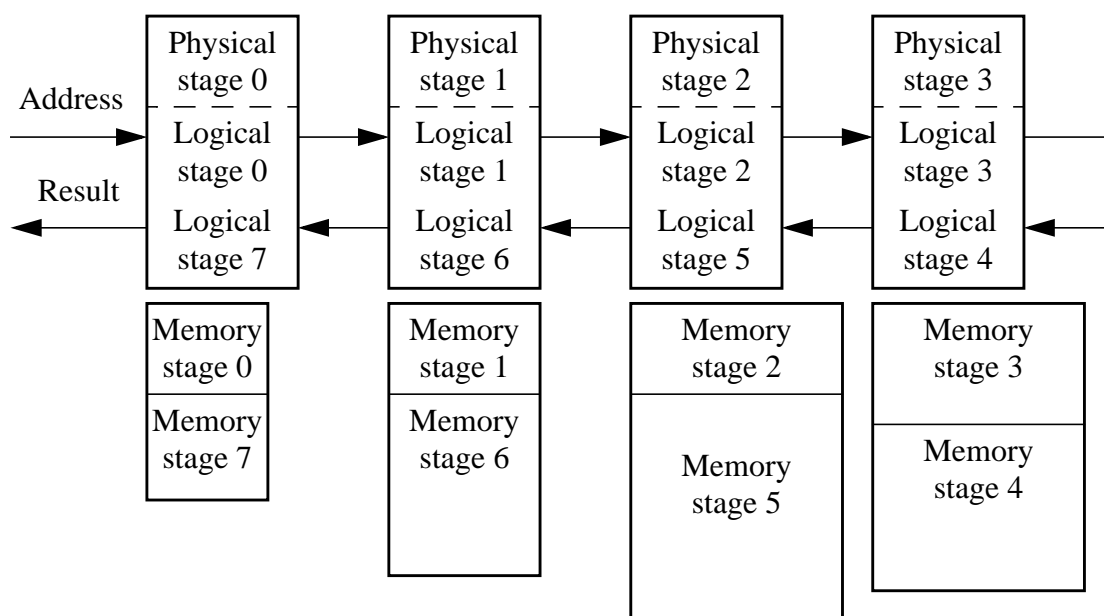 Address
Result
Physical
stage 0
Logical
stage 0
Logical
stage 7
Physical
stage 1
Logical
stage 1
Logical
stage 6
Physical
stage 2
Logical
stage 2
Logical
stage 5
Physical
stage 3
Logical
stage 3
Logical
stage 4
Memory
stage 0
Memory
stage 7
Memory
stage 1
Memory
stage 6
Memory
stage 2
Memory
stage 5
Memory
stage 3
Memory
stage 4